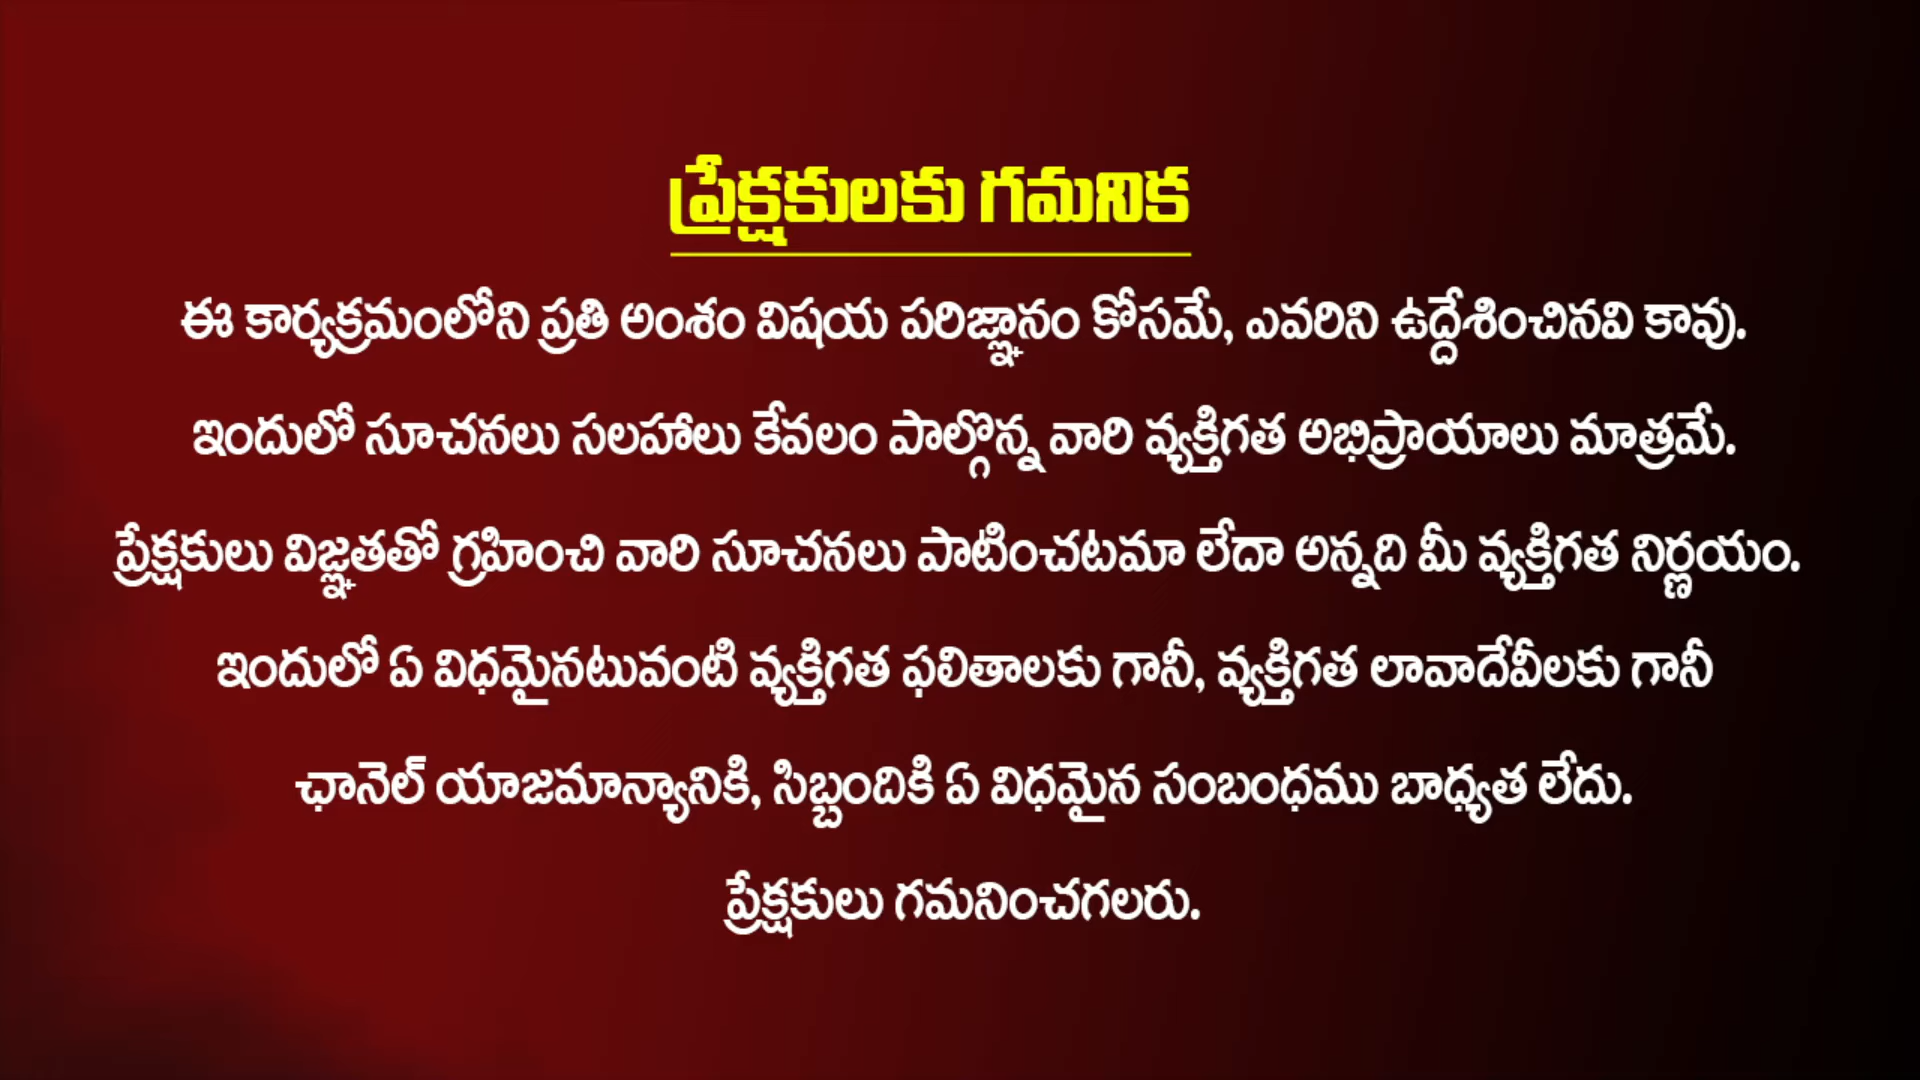 ప్రేక్షకులకు గమనిక
ఈ కార్యక్రమంలోని ప్రతి అంశం విషయ పరిజ్ఞానం కోసమే, ఎవరిని ఉద్దేశించినవి కావు.
ఇందులో సూచనలు సలహాలు కేవలం పాల్గొన్న వారి వ్యక్తిగత అభిప్రాయాలు మాత్రమే.
ప్రేక్షకులు విజ్ఞతతో గ్రహించి వారి సూచనలు పాటించటమా లేదా అన్నది మీ వ్యక్తిగత నిర్ణయం.
ఇందులో ఏ విధమైనటువంటి వ్యక్తిగత ఫలితాలకు గానీ, వ్యక్తిగత లావాదేవీలకు గానీ
ఛానెల్ యాజమాన్యానికి, సిబ్బందికి ఏ విధమైన సంబంధము బాధ్యత లేదు.
ప్రేక్షకులు గమనించగలరు.